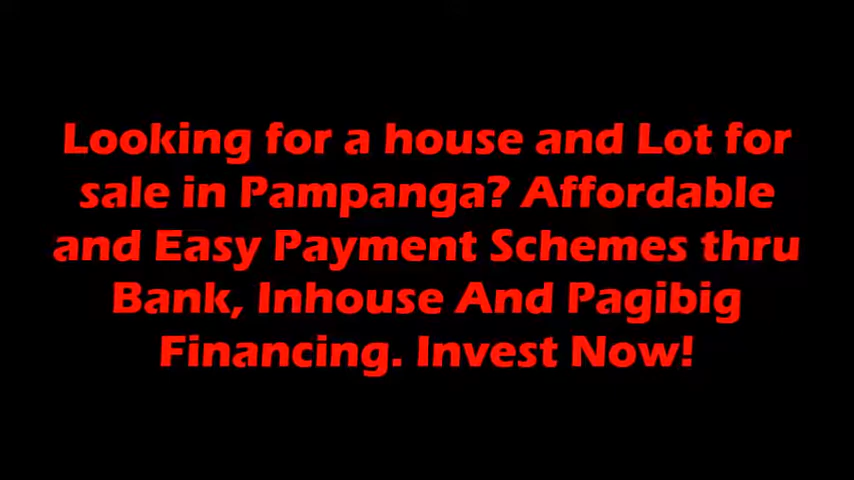 Looking for a house and Lot for
sale in Pampanga? Affordable
and Easy Payment Schemes thru
Bank, Inhouse And Pagibig
Financing. Invest Now!